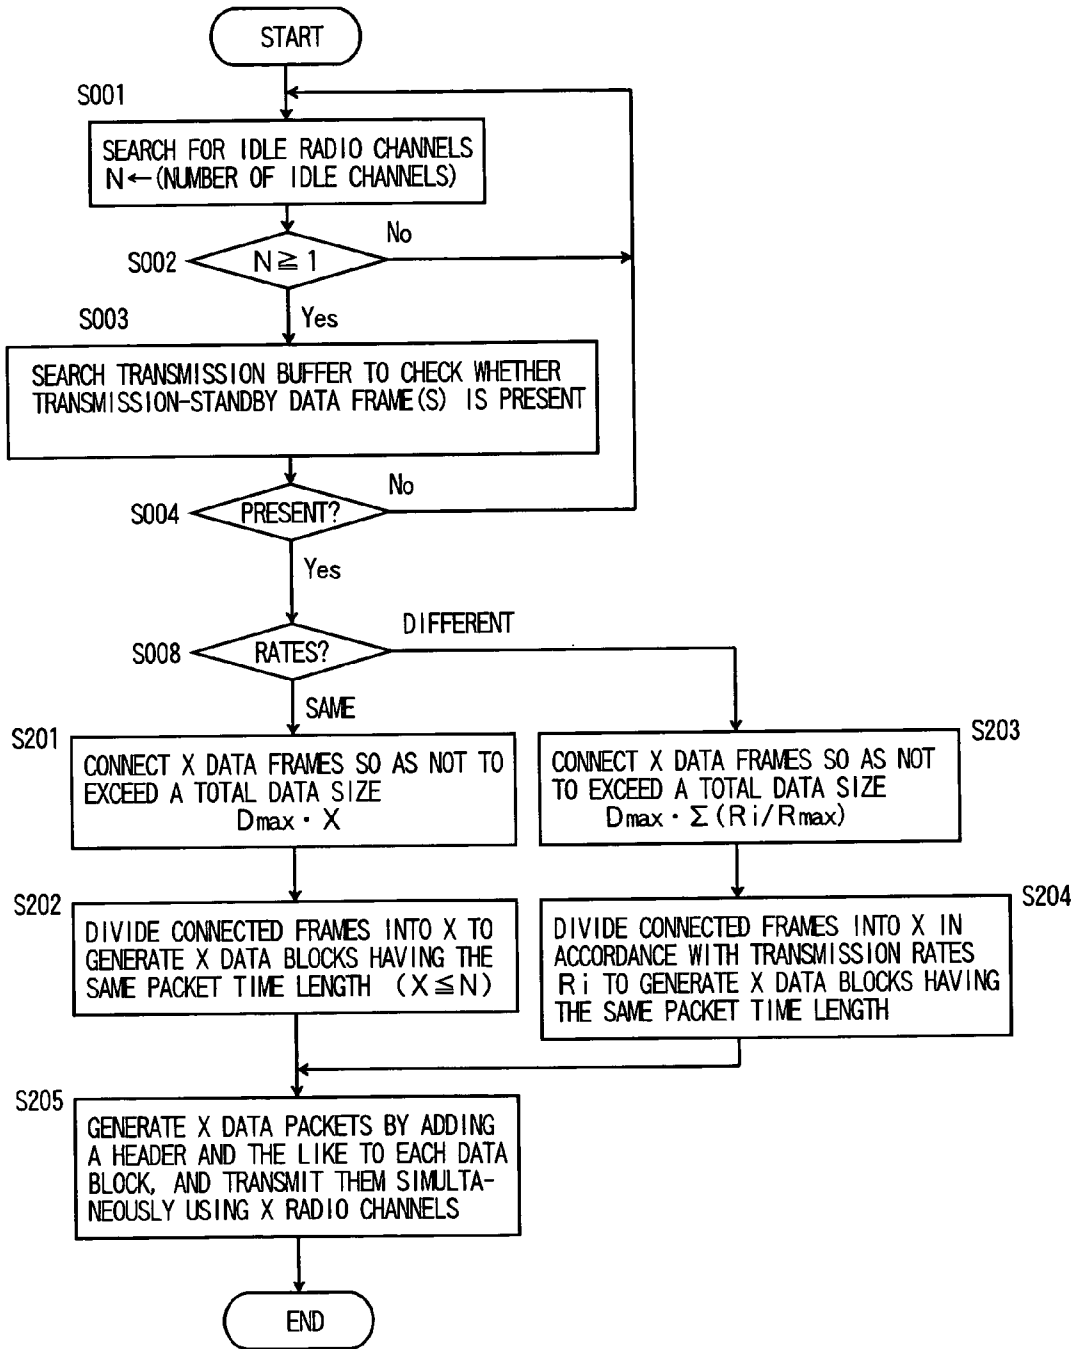 START
S001
SEARCH FOR IDLE RADIO CHANNELS
N←(NUMBER OF IDLE CHANNELS)
No
S002
N≧1
Yes
S003
SEARCH TRANSMISSION BUFFER TO CHECK WHETHER
TRANSMISSION-STANDBY DATA FRAME(S) IS PRESENT
No
S004
PRESENT?
Yes
DIFFERENT
S008
RATES?
SAME
S201
CONNECT X DATA FRAMES SO AS NOT TO
EXCEED A TOTAL DATA SIZE
Dmax・X
S203
CONNECT X DATA FRAMES SO AS NOT
TO EXCEED A TOTAL DATA SIZE
Dmax・Σ(Ri/Rmax)
S202
DIVIDE CONNECTED FRAMES INTO X TO
GENERATE X DATA BLOCKS HAVING THE
SAME PACKET TIME LENGTH (X≦N)
S204
DIVIDE CONNECTED FRAMES INTO X IN
ACCORDANCE WITH TRANSMISSION RATES
Ri TO GENERATE X DATA BLOCKS HAVING
THE SAME PACKET TIME LENGTH
S205
GENERATE X DATA PACKETS BY ADDING
A HEADER AND THE LIKE TO EACH DATA
BLOCK, AND TRANSMIT THEM SIMULTA-
NEOUSLY USING X RADIO CHANNELS
END